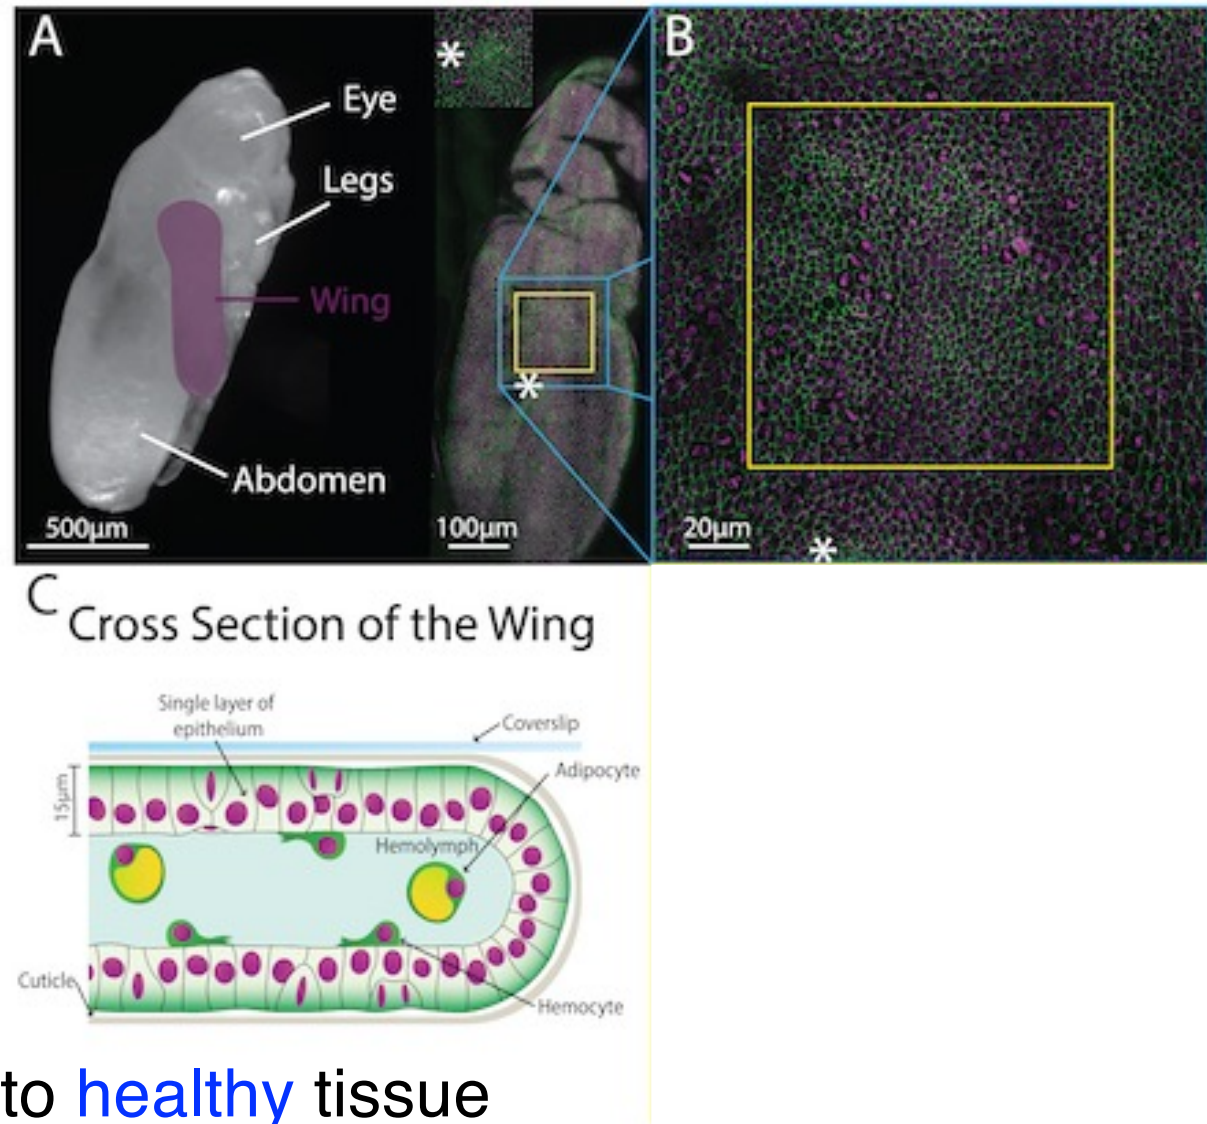 A
B
Eye
Legs
Wing
Abdomen
500µm
100µm
20µm
*
*
*
C
Cross Section of the Wing
Single layer of
epithelium
Coverslip
Adipocyte
15µm
Hemolymph
Cuticle
Hemocyte
to healthy tissue